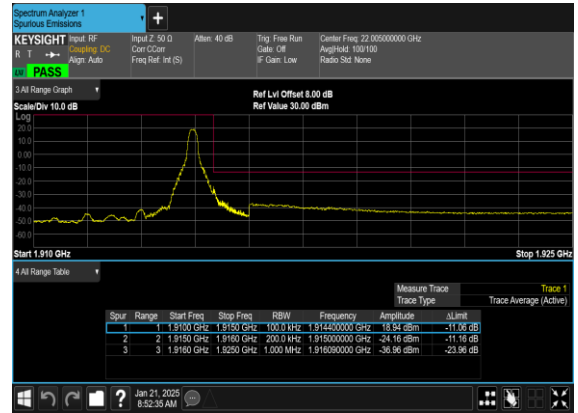 Spectrum Analyzer 1
Spurious Emissions
KEYSIGHT
R T
LXI PASS
Input: RF
Coupling: DC
Align: Auto
Input Z: 50 Ω
Corr CCorr
Freq Ref: Int (S)
Atten: 40 dB
Trig: Free Run
Gate: Off
IF Gain: Low
Center Freq: 22.005000000 GHz
Avg|Hold: 100/100
Radio Std: None
3 All Range Graph
Ref Lvl Offset 8.00 dB
Scale/Div 10.0 dB
Ref Value 30.00 dBm
Log
20.0
10.0
0.00
-10.0
-20.0
-30.0
-40.0
-50.0
-60.0
Start 1.910 GHz
Stop 1.925 GHz
4 All Range Table
Measure Trace Trace 1
Trace Type Trace Average (Active)
Spur Range Start Freq Stop Freq RBW Frequency Amplitude ΔLimit
1 1 1.9100 GHz 1.9150 GHz 100.0 kHz 1.914400000 GHz 18.94 dBm -11.06 dB
2 2 1.9150 GHz 1.9160 GHz 200.0 kHz 1.915000000 GHz -24.16 dBm -11.16 dB
3 3 1.9160 GHz 1.9250 GHz 1.000 MHz 1.916090000 GHz -36.96 dBm -23.96 dB
?
Jan 21, 2025
8:52:35 AM